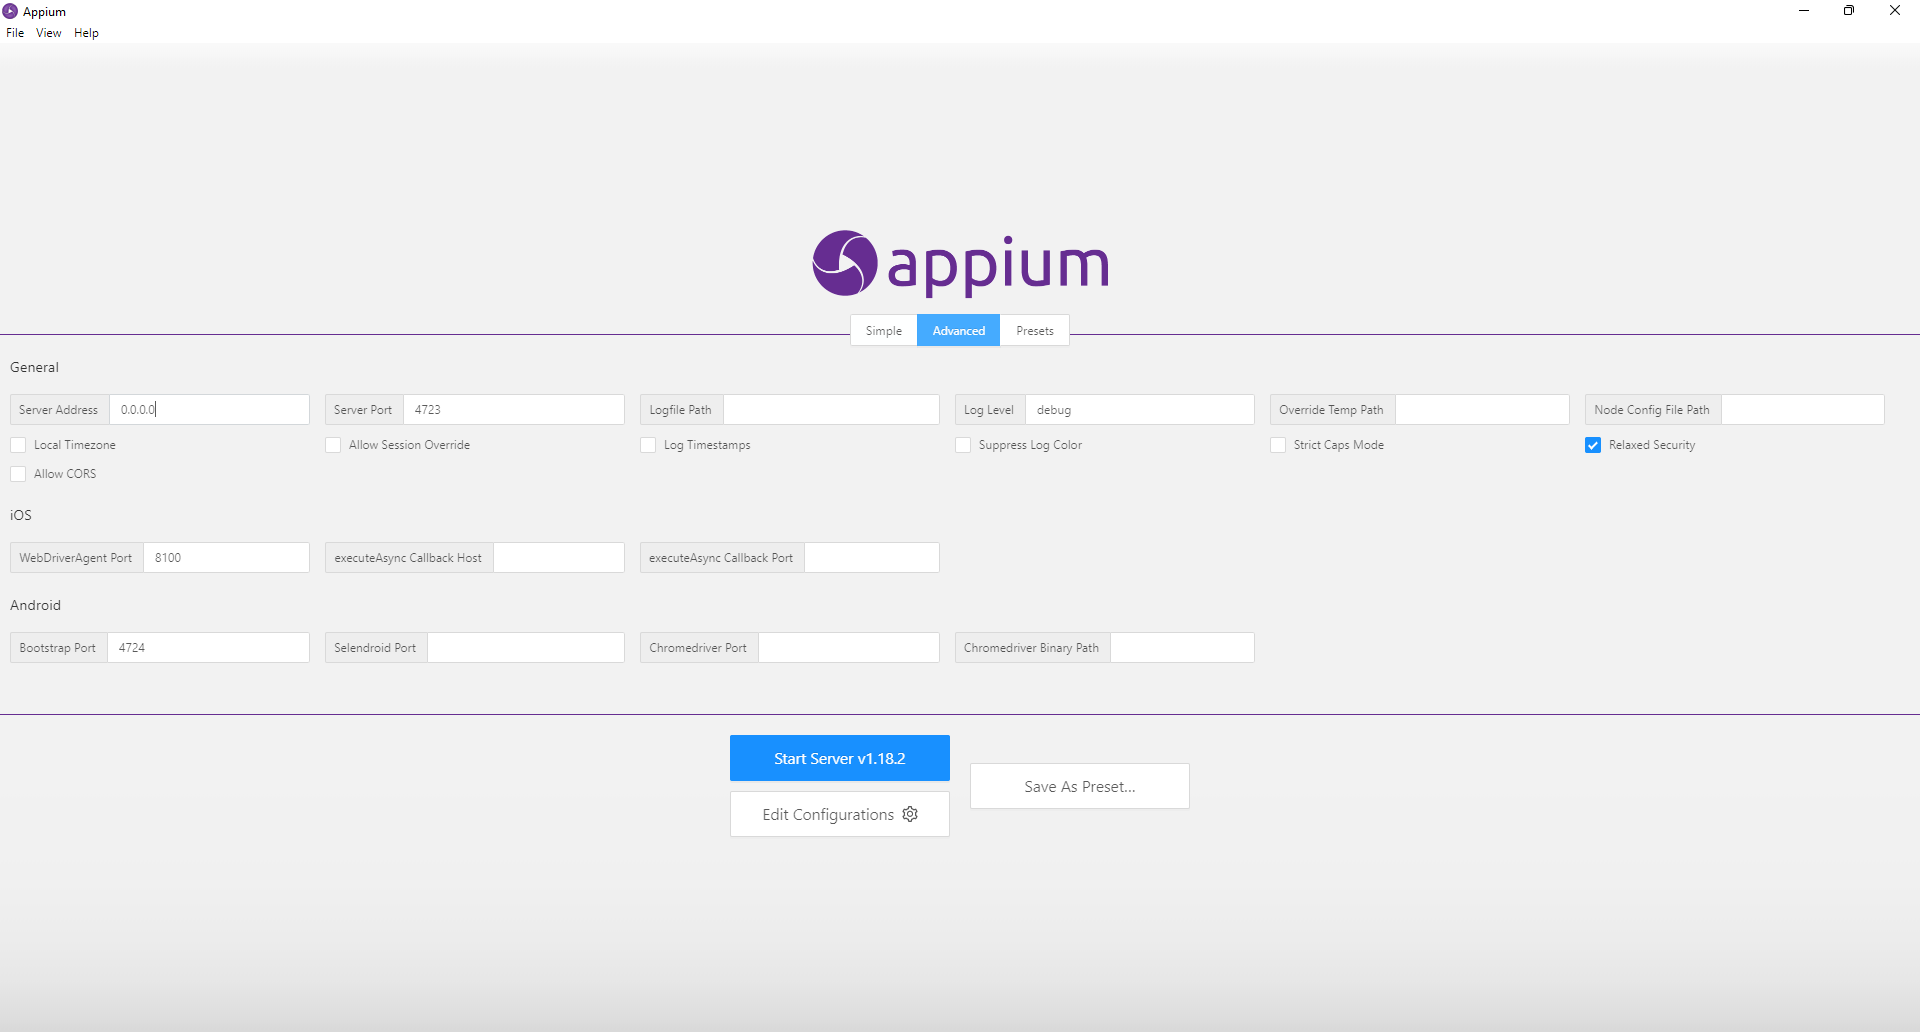 Appium
File View Help
appium
Simple Advanced Presets
General
Server Address 0.0.0.0 Server Port 4723 Logfile Path Log Level debug Override Temp Path Node Config File Path
Local Timezone Allow Session Override Log Timestamps Suppress Log Color Strict Caps Mode Relaxed Security
Allow CORS
iOS
WebDriverAgent Port 8100 executeAsync Callback Host executeAsync Callback Port
Android
Bootstrap Port 4724 Selendroid Port Chromedriver Port Chromedriver Binary Path
Start Server v1.18.2
Save As Preset...
Edit Configurations